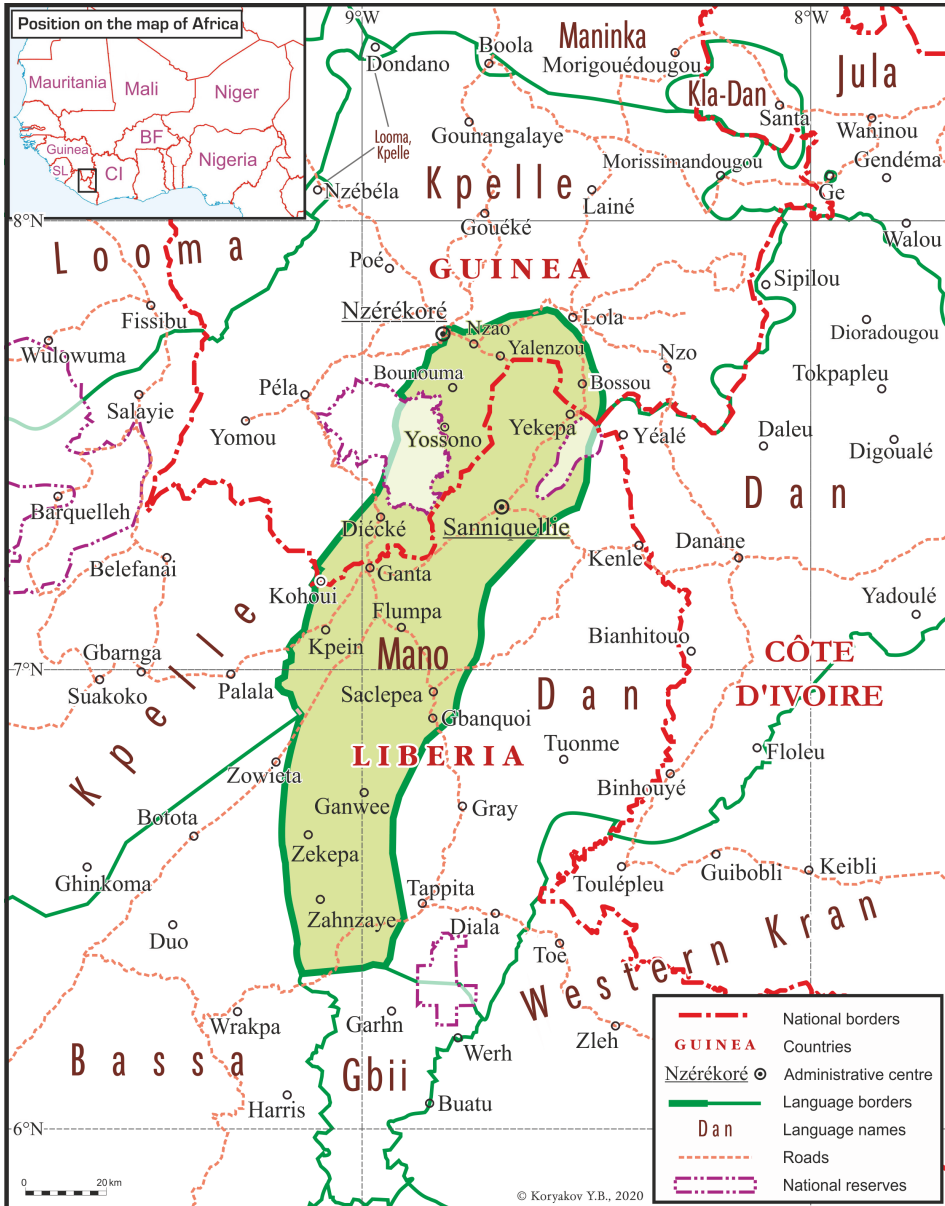 Position on the map of Africa
Mauritania
Mali
Niger
Guinea
BF
SL
CI
Nigeria
9°W
8°W
Dondano
Boola
Maninka
Morigouédougou
Jula
Kla-Dan
Santa
Waninou
Gounangalaye
Looma,
Kpelle
Gendéma
Morissimandougou
Nzébéla
Kpelle
Lainé
Ge
8°N
Gouéké
Walou
Looma
Poé
GUINEA
Sipilou
Fissibu
Nzérékoré
Nzao
Lola
Dioradougou
Wulowuma
Yalenzou
Nzo
Bounouma
Bossou
Tokpapleu
Péla
Salayie
Yomou
Yossono
Yekepa
Yéalé
Daleu
Digoualé
Dan
Barquelleh
Diécké
Sanniquellie
Belefanai
Kenle
Danane
Ganta
Kohoui
Yadoulé
Flumpa
Kpein
Bianhitouo
Gbarnga
Mano
CÔTE
D'IVOIRE
7°N
Suakoko
Palala
Saclepea
Dan
Gbanquoi
Kpelle
LIBERIA
Tuonme
Floleu
Zowieta
Binhouyé
Ganwee
Gray
Botota
Zekepa
Ghinkoma
Toulépleu
Guibobli
Keibli
Tappita
Zahnzaye
Diala
Duo
Toe
Western Kran
Wrakpa
Garhn
Zleh
Werh
Bassa
Gbii
Harris
Buatu
6°N
National borders
GUINEA Countries
Nzérékoré Administrative centre
Language borders
Dan Language names
Roads
National reserves
0 20 km
© Koryakov Y.B., 2020